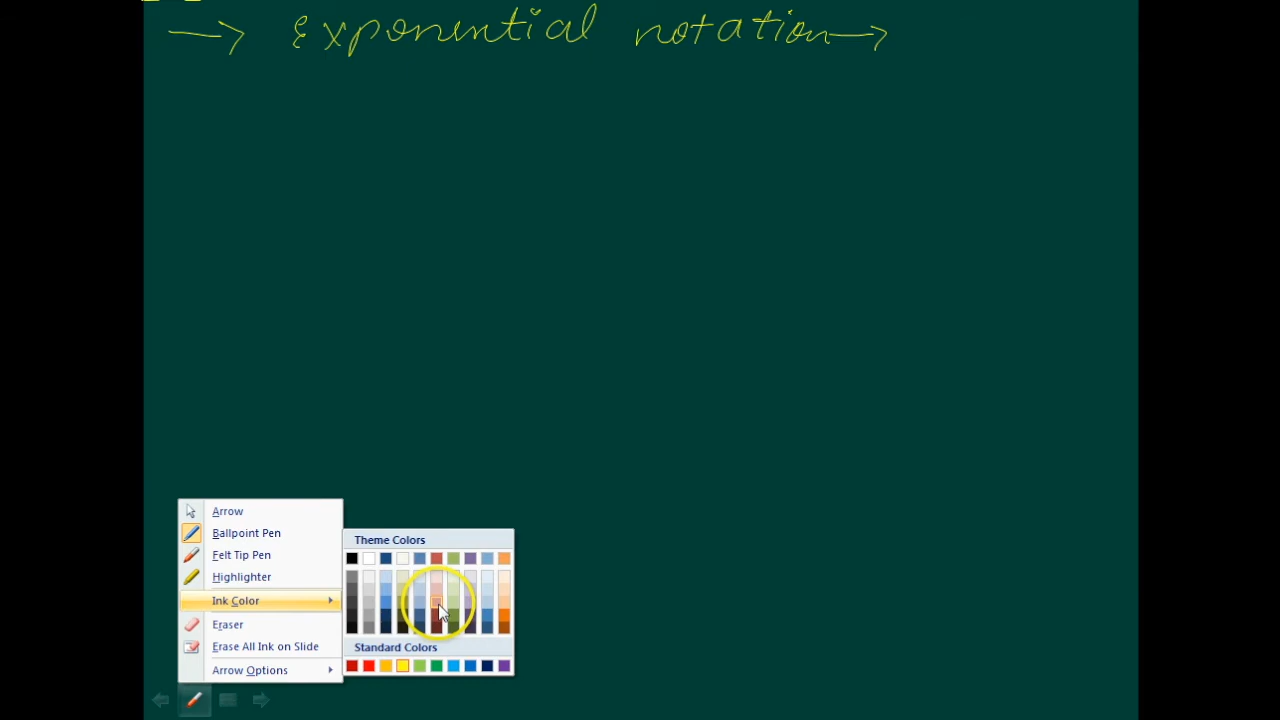 → Exponential notation →
Arrow
Ballpoint Pen
Felt Tip Pen
Highlighter
Ink Color
Eraser
Erase All Ink on Slide
Arrow Options
Theme Colors
Standard Colors